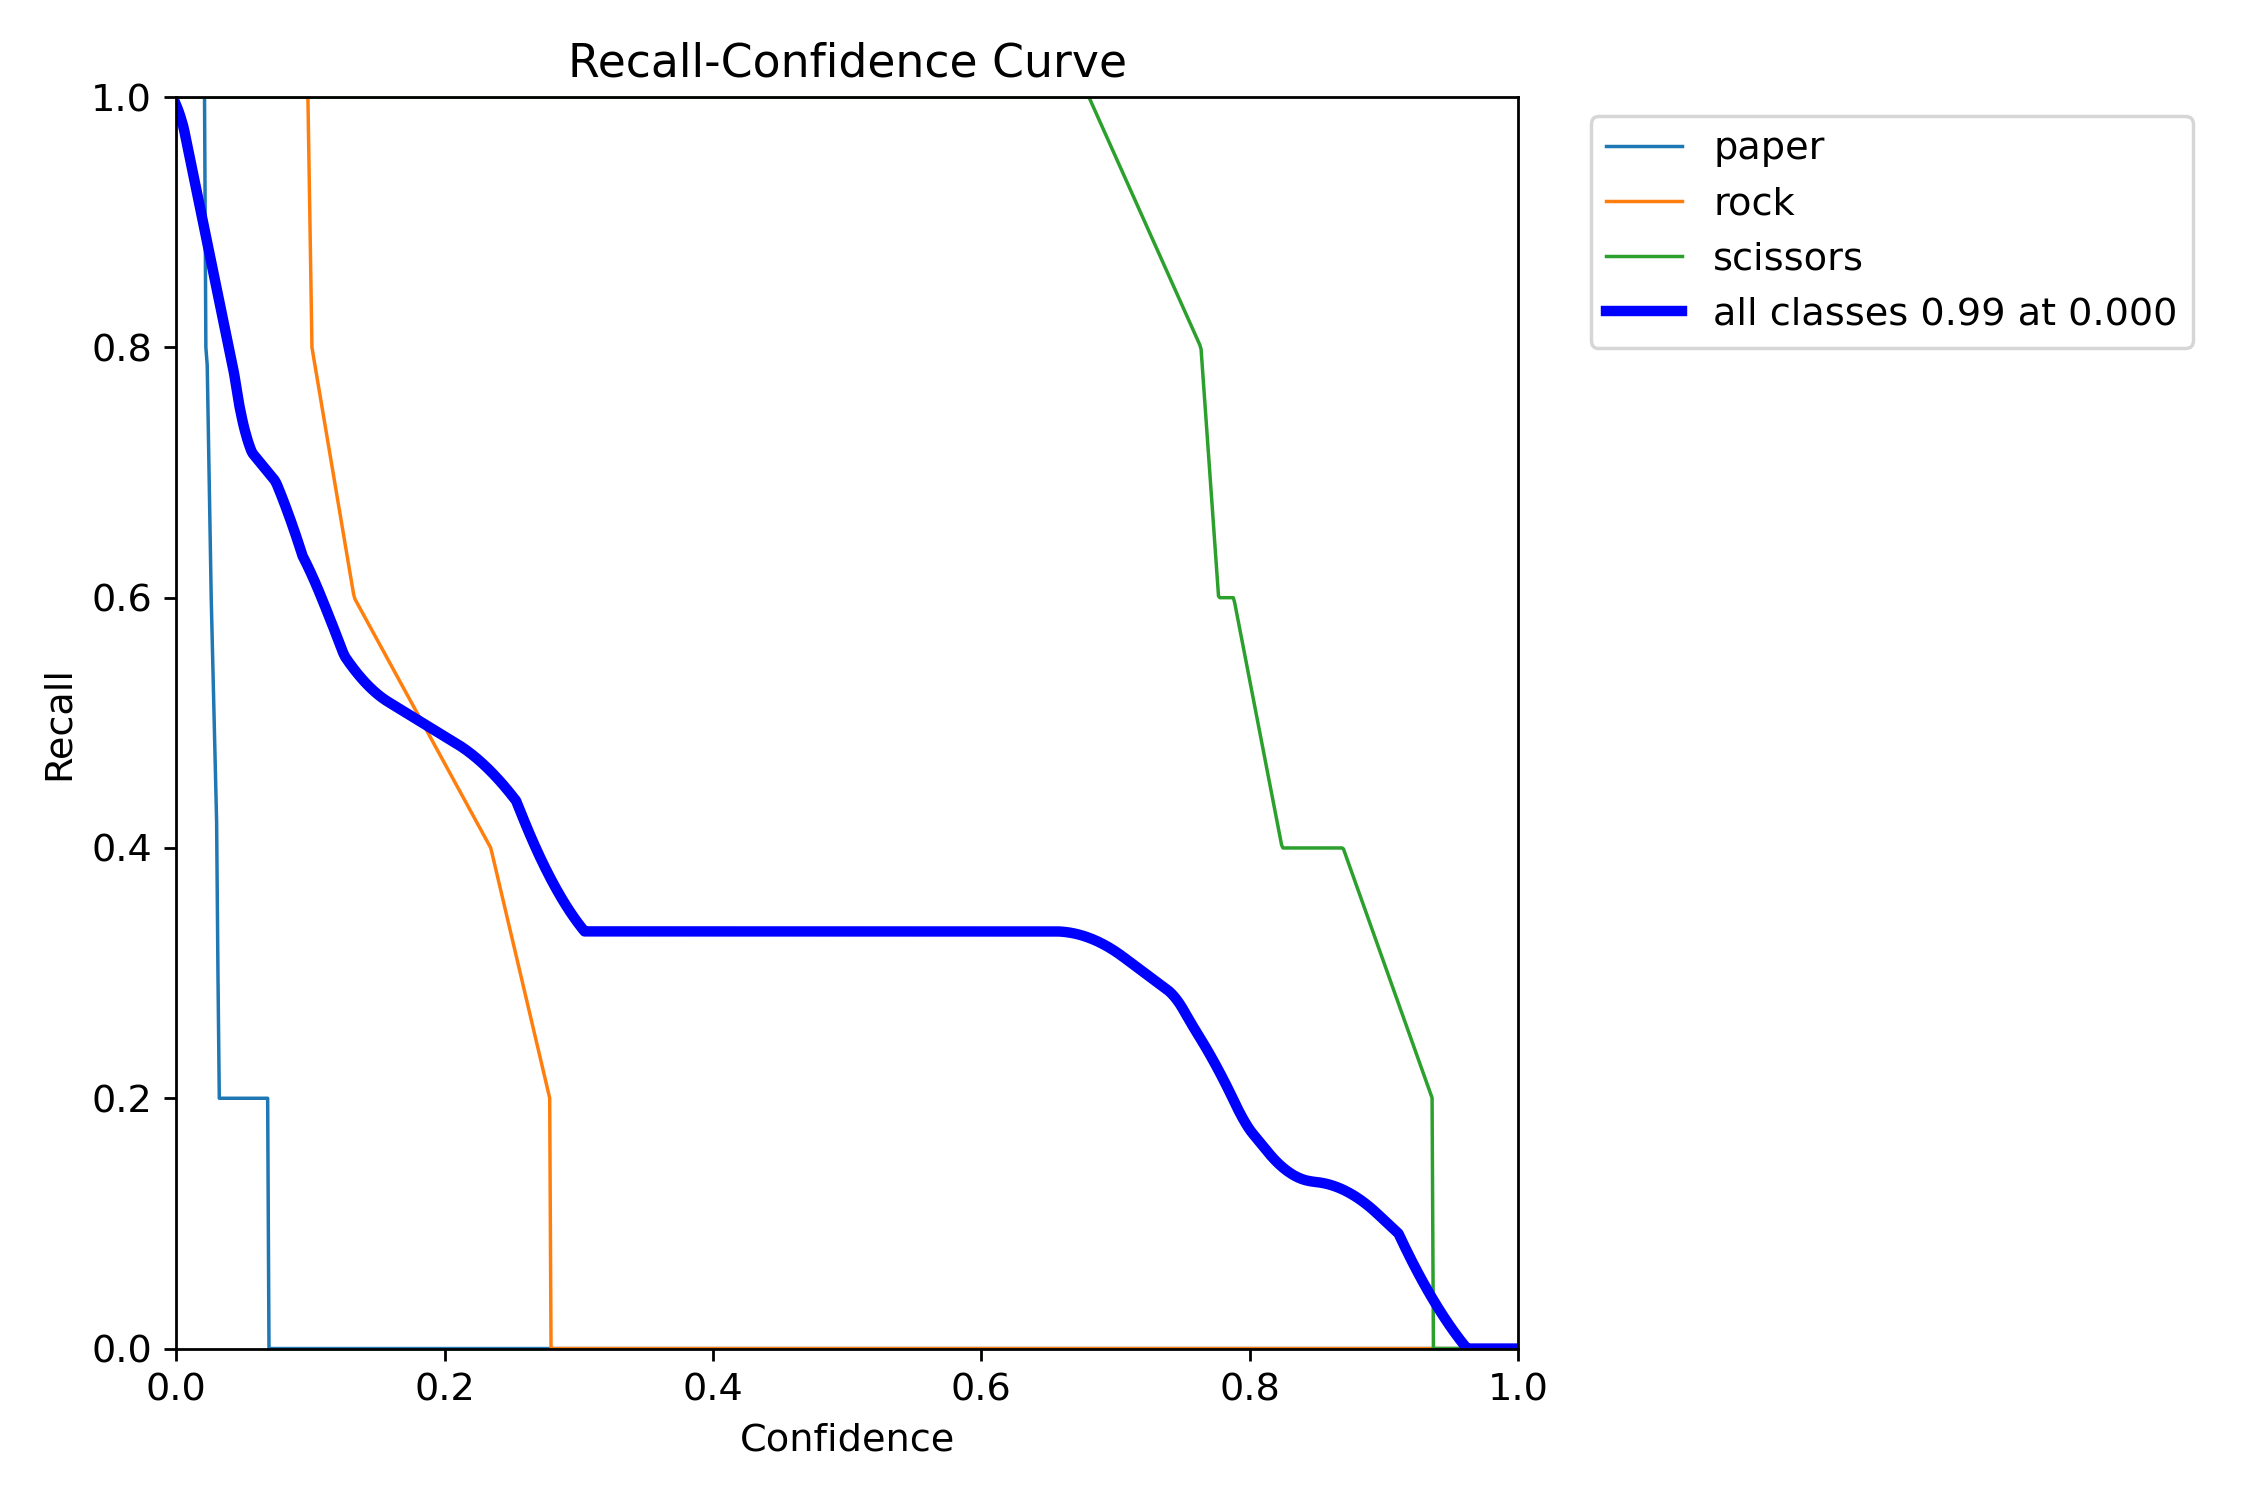 Recall-Confidence Curve
1.0
0.8
0.6
0.4
0.2
0.0
Recall
0.0 0.2 0.4 0.6 0.8 1.0
Confidence
paper
rock
scissors
all classes 0.99 at 0.000